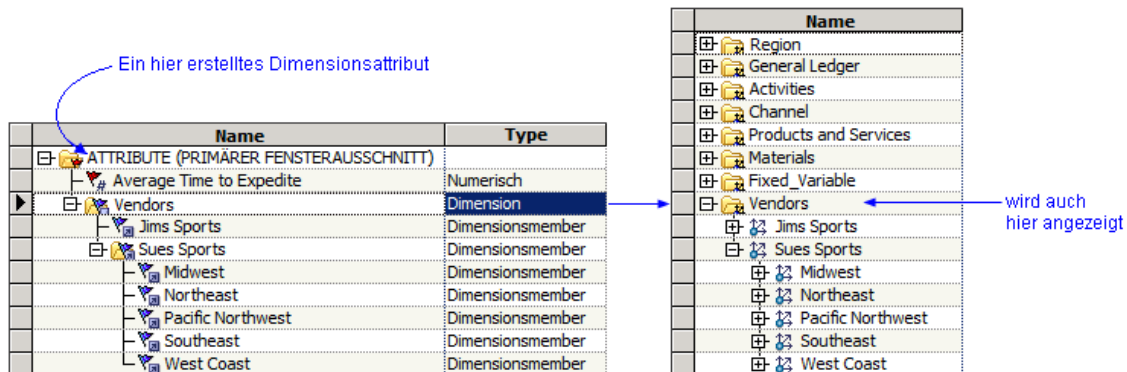 Ein hier erstelltes Dimensionsattribut
Name Type
ATTRIBUTE (PRIMÄRER FENSTERAUSSCHNITT)
Average Time to Expedite Numerisch
Vendors Dimension
Jims Sports Dimensionsmember
Sues Sports Dimensionsmember
Midwest Dimensionsmember
Northeast Dimensionsmember
Pacific Northwest Dimensionsmember
Southeast Dimensionsmember
West Coast Dimensionsmember
Name
Region
General Ledger
Activities
Channel
Products and Services
Materials
Fixed_Variable
Vendors
Jims Sports
Sues Sports
Midwest
Northeast
Pacific Northwest
Southeast
West Coast
wird auch
hier angezeigt